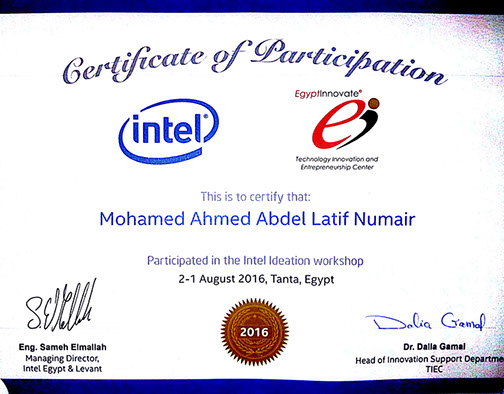 Certificate of Participation
intel®
EgyptInnovate®
ei
Technology Innovation and
Entrepreneurship Center
This is to certify that:
Mohamed Ahmed Abdel Latif Numair
Participated in the Intel Ideation workshop
2-1 August 2016, Tanta, Egypt
S.ElMallah
Dalia Gamal
2016
Eng. Sameh Elmallah
Managing Director,
Intel Egypt & Levant
Dr. Dalia Gamal
Head of Innovation Support Departme
TIEC